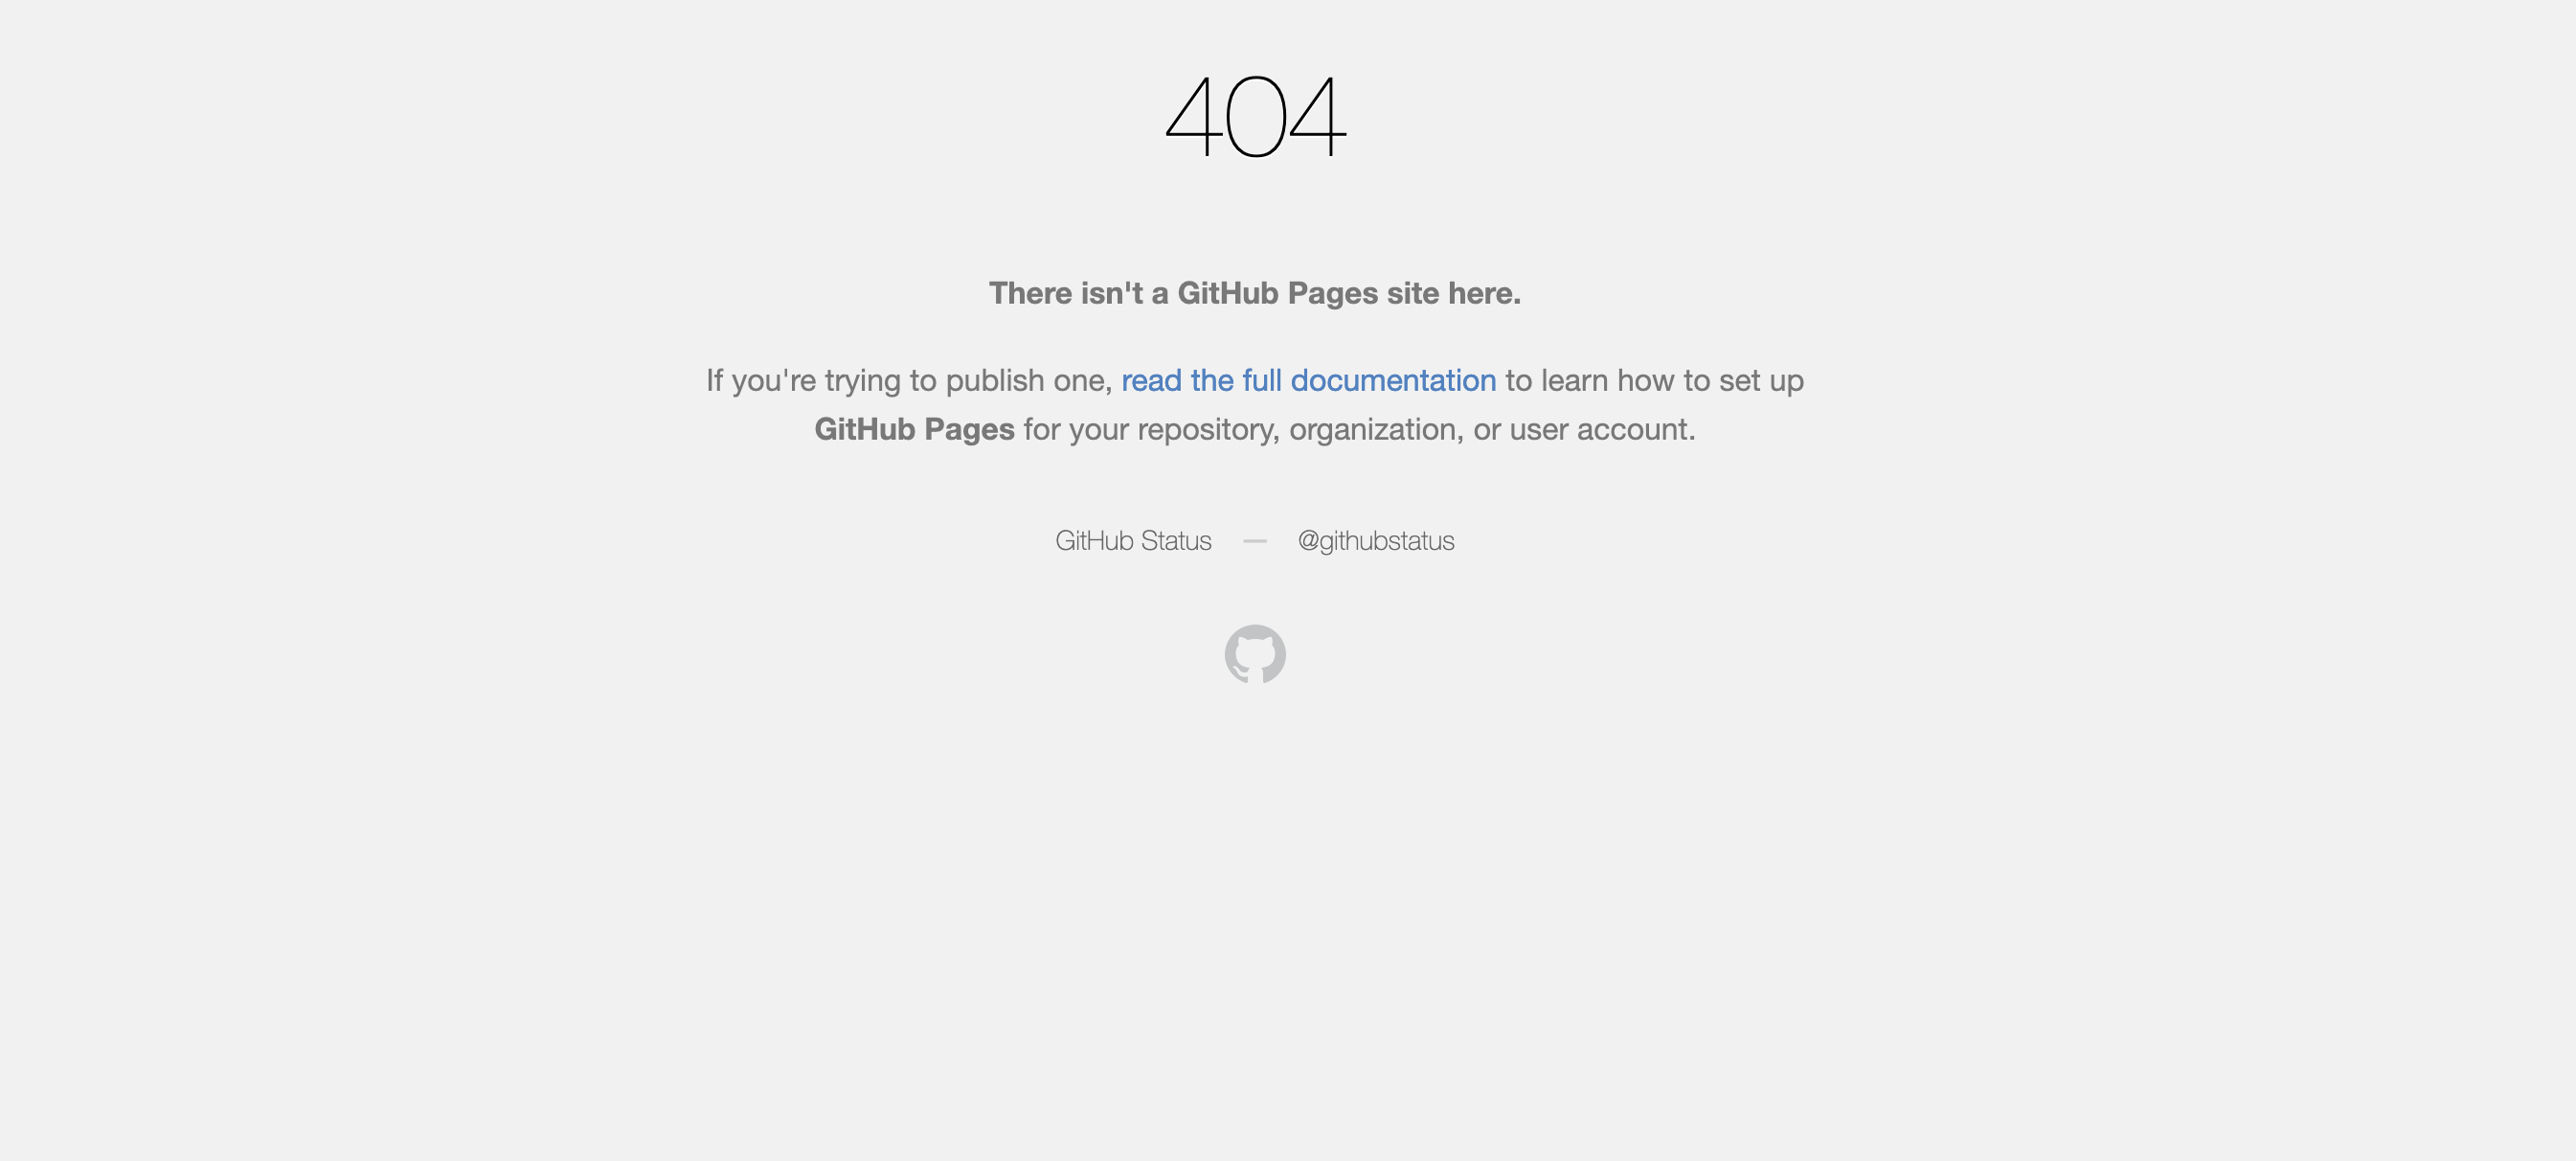 404
There isn't a GitHub Pages site here.
If you're trying to publish one, read the full documentation to learn how to set up
GitHub Pages for your repository, organization, or user account.
GitHub Status — @githubstatus